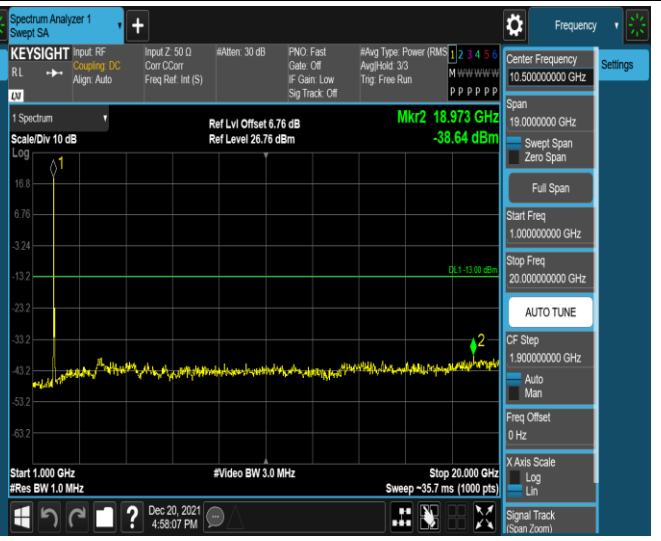 Spectrum Analyzer 1
Swept SA
+
Frequency
KEYSIGHT
RL
Input: RF
Coupling: DC
Align: Auto
Input Z: 50 Ω
Corr CCorr
Freq Ref: Int (S)
#Atten: 30 dB
PNO: Fast
Gate: Off
IF Gain: Low
Sig Track: Off
#Avg Type: Power (RMS
Avg|Hold: 3/3
Trig: Free Run
1 2 3 4 5 6
M W W W W W
P P P P P P
LXI
1 Spectrum
Scale/Div 10 dB
Ref Lvl Offset 6.76 dB
Ref Level 26.76 dBm
Mkr2 18.973 GHz
-38.64 dBm
Log
1
16.8
6.76
-3.24
-13.2
DL1 -13.00 dBm
-23.2
-33.2
2
-43.2
-53.2
-63.2
Start 1.000 GHz
#Res BW 1.0 MHz
#Video BW 3.0 MHz
Stop 20.000 GHz
Sweep ~35.7 ms (1000 pts)
?
Dec 20, 2021
4:58:07 PM
Center Frequency
10.500000000 GHz
Span
19.0000000 GHz
Swept Span
Zero Span
Full Span
Start Freq
1.000000000 GHz
Stop Freq
20.000000000 GHz
AUTO TUNE
CF Step
1.900000000 GHz
Auto
Man
Freq Offset
0 Hz
X Axis Scale
Log
Lin
Signal Track
(Span Zoom)
Settings